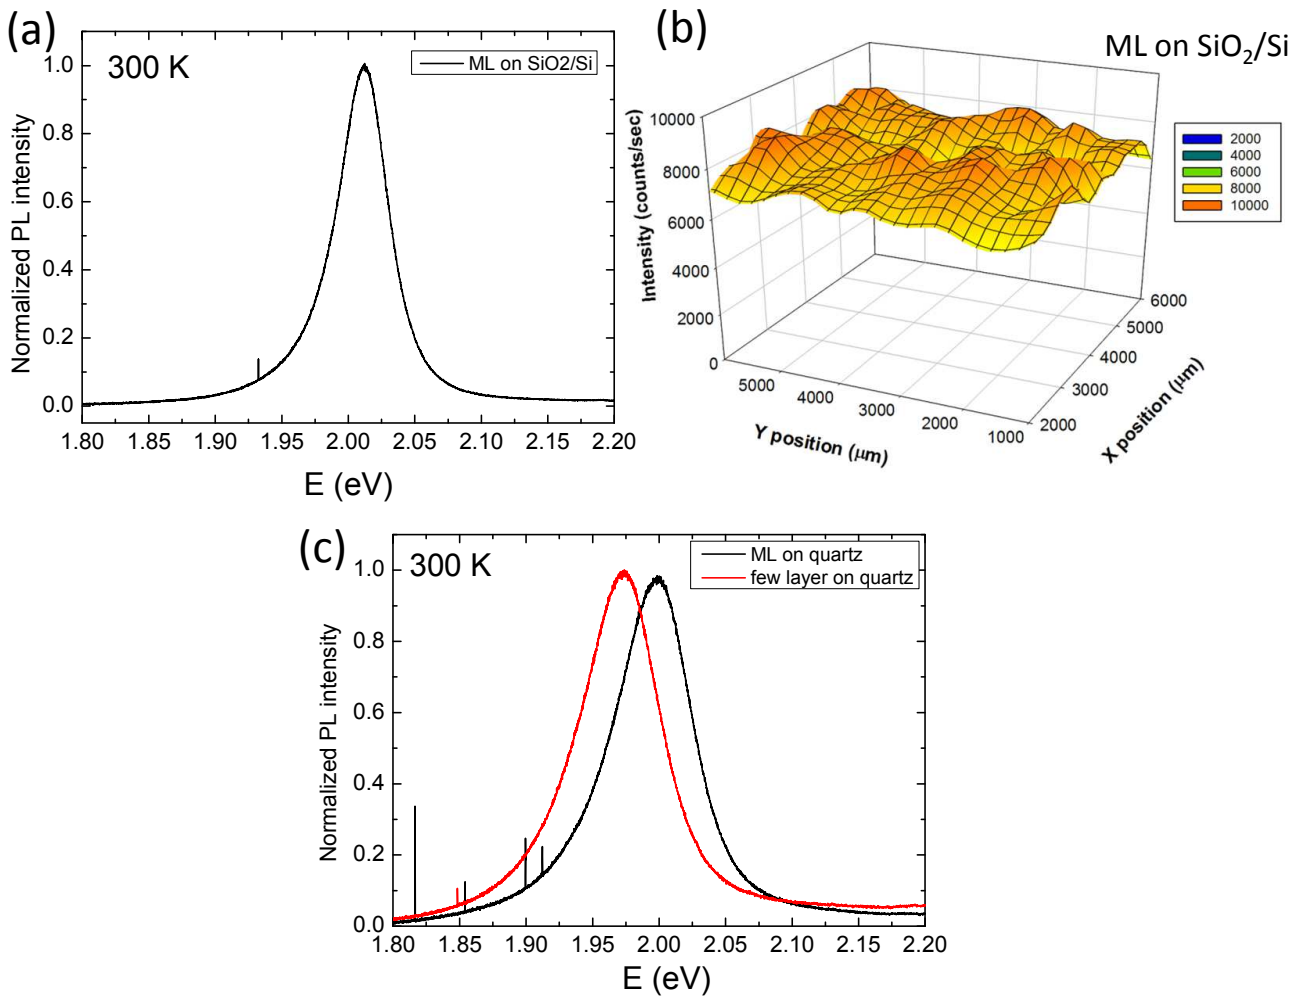 (a)
300 K
ML on SiO2/Si
Normalized PL intensity
1.0
0.8
0.6
0.4
0.2
0.0
1.80 1.85 1.90 1.95 2.00 2.05 2.10 2.15 2.20
E (eV)
(b)
ML on SiO₂/Si
Intensity (counts/sec)
10000
8000
6000
4000
2000
0
5000 4000 3000 2000 1000
Y position (μm)
2000 3000 4000 5000 6000
X position (μm)
2000
4000
6000
8000
10000
(c)
300 K
ML on quartz
few layer on quartz
Normalized PL intensity
1.0
0.8
0.6
0.4
0.2
0.0
1.80 1.85 1.90 1.95 2.00 2.05 2.10 2.15 2.20
E (eV)